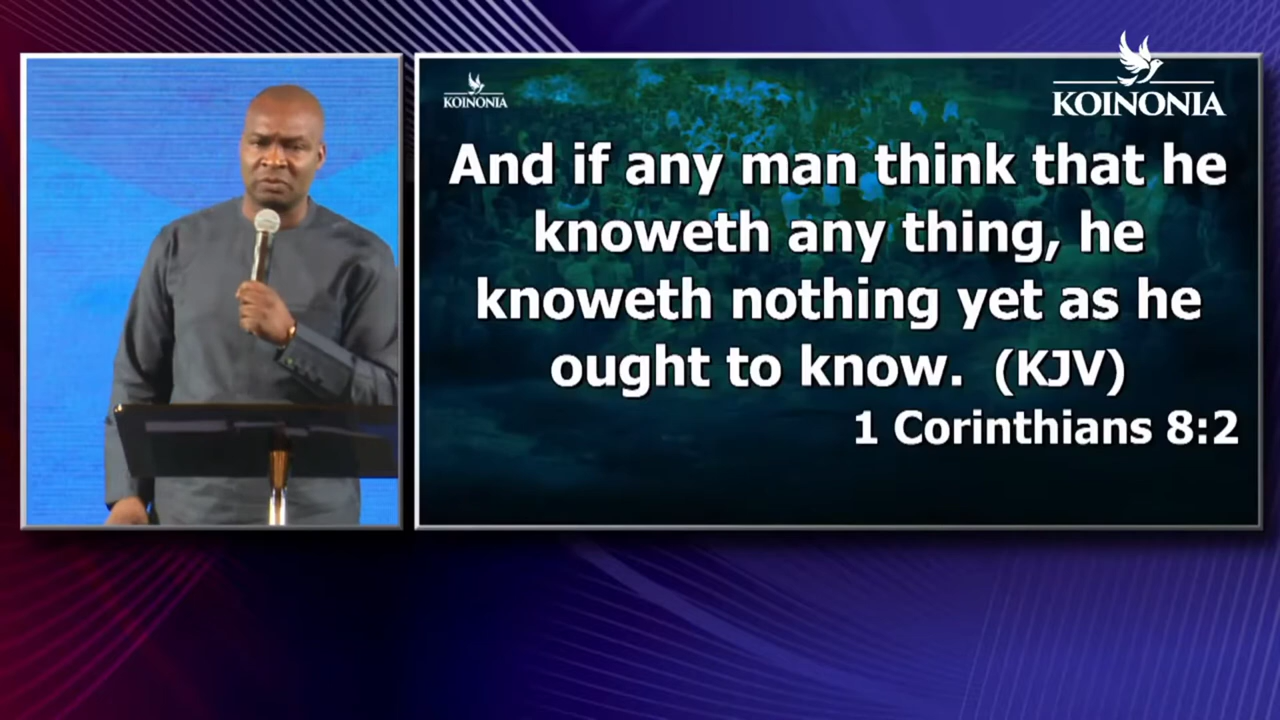 KOINONIA
KOINONIA
And if any man think that he
knoweth any thing, he
knoweth nothing yet as he
ought to know. (KJV)
1 Corinthians 8:2